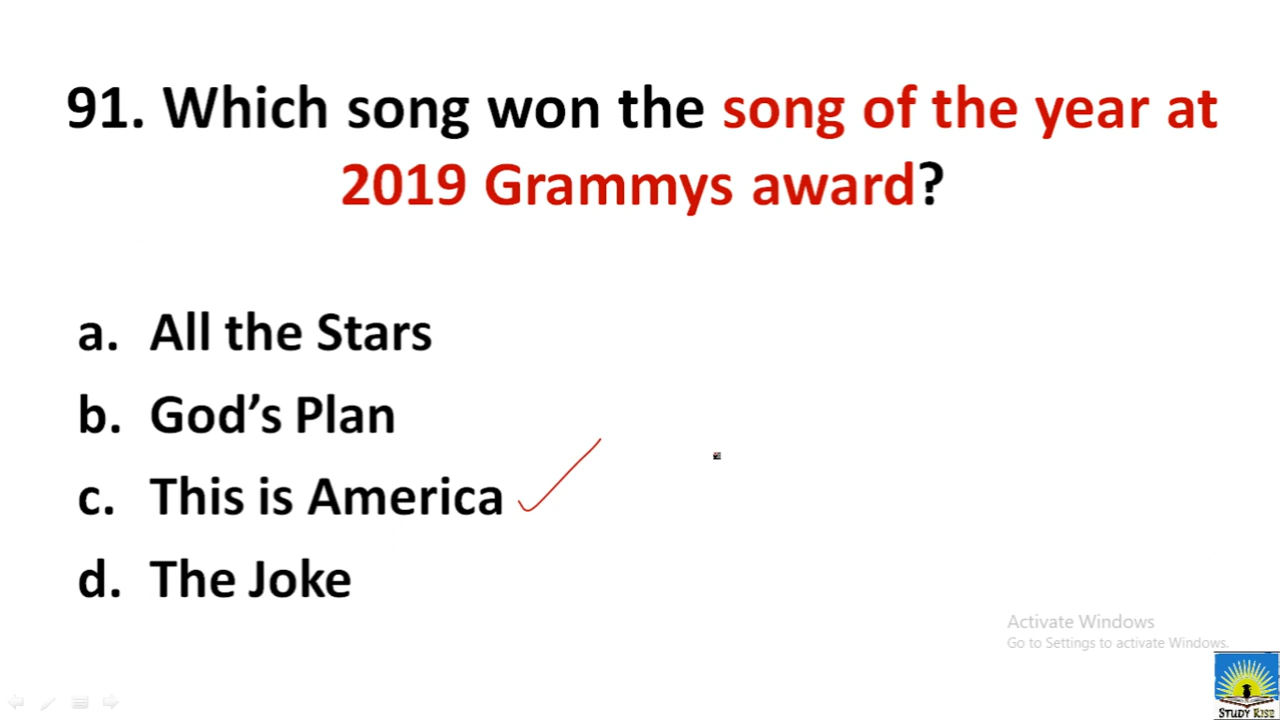 91. Which song won the song of the year at
2019 Grammys award?
a. All the Stars
b. God’s Plan
c. This is America
d. The Joke
Activate Windows
Go to Settings to activate Windows.
STUDY RISE